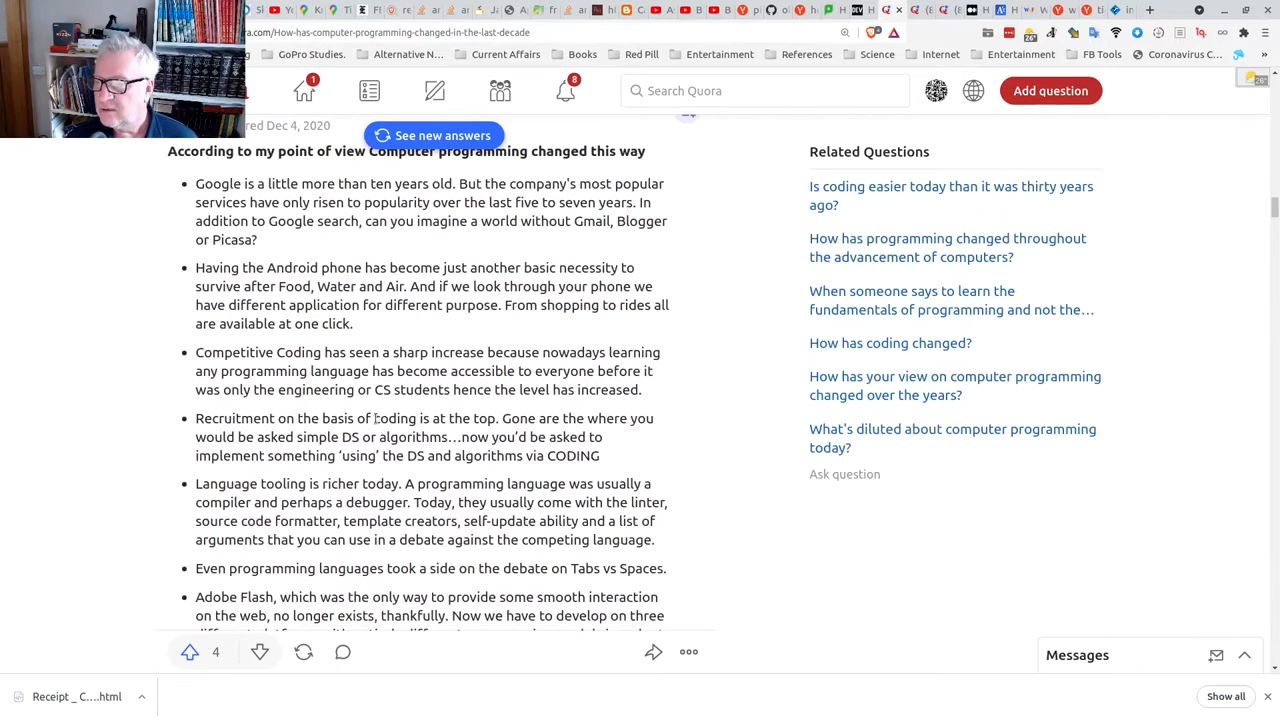 ra.com/How-has-computer-programming-changed-in-the-last-decade
GoPro Studies.
Alternative N...
Current Affairs
Books
Red Pill
Entertainment
References
Science
Internet
Entertainment
FB Tools
Coronavirus C...
1
8
Search Quora
Add question
red Dec 4, 2020
See new answers
According to my point of view Computer programming changed this way
Google is a little more than ten years old. But the company's most popular
services have only risen to popularity over the last five to seven years. In
addition to Google search, can you imagine a world without Gmail, Blogger
or Picasa?
Having the Android phone has become just another basic necessity to
survive after Food, Water and Air. And if we look through your phone we
have different application for different purpose. From shopping to rides all
are available at one click.
Competitive Coding has seen a sharp increase because nowadays learning
any programming language has become accessible to everyone before it
was only the engineering or CS students hence the level has increased.
Recruitment on the basis of Coding is at the top. Gone are the where you
would be asked simple DS or algorithms…now you'd be asked to
implement something ‘using’ the DS and algorithms via CODING
Language tooling is richer today. A programming language was usually a
compiler and perhaps a debugger. Today, they usually come with the linter,
source code formatter, template creators, self-update ability and a list of
arguments that you can use in a debate against the competing language.
Even programming languages took a side on the debate on Tabs vs Spaces.
Adobe Flash, which was the only way to provide some smooth interaction
on the web, no longer exists, thankfully. Now we have to develop on three
4
Related Questions
Is coding easier today than it was thirty years
ago?
How has programming changed throughout
the advancement of computers?
When someone says to learn the
fundamentals of programming and not the…
How has coding changed?
How has your view on computer programming
changed over the years?
What's diluted about computer programming
today?
Ask question
Messages
Receipt _ C....html
Show all